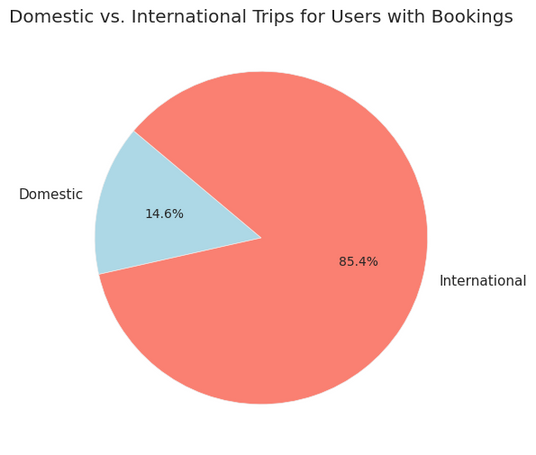 Domestic vs. International Trips for Users with Bookings
Domestic
14.6%
85.4%
International